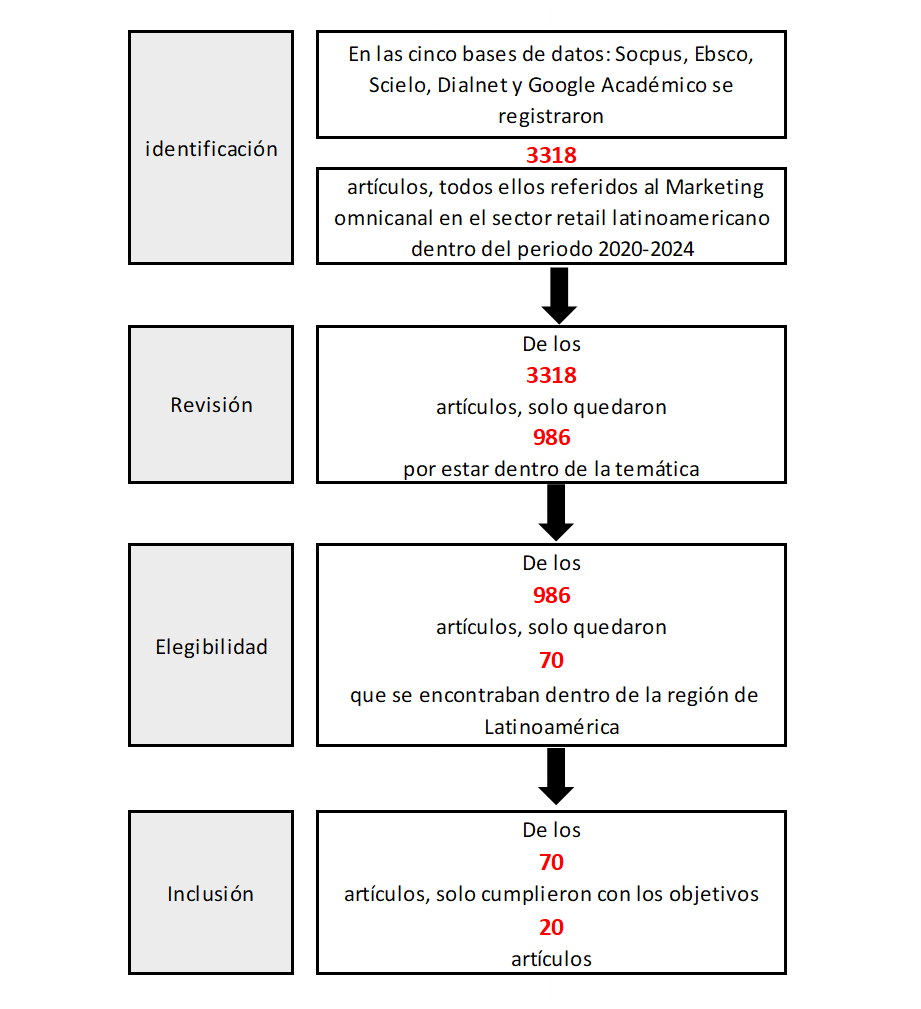 identificación
En las cinco bases de datos: Socpus, Ebsco,
Scielo, Dialnet y Google Académico se
registraron
3318
artículos, todos ellos referidos al Marketing
omnicanal en el sector retail latinoamericano
dentro del periodo 2020-2024
Revisión
De los
3318
artículos, solo quedaron
986
por estar dentro de la temática
Elegibilidad
De los
986
artículos, solo quedaron
70
que se encontraban dentro de la región de
Latinoamérica
Inclusión
De los
70
artículos, solo cumplieron con los objetivos
20
artículos